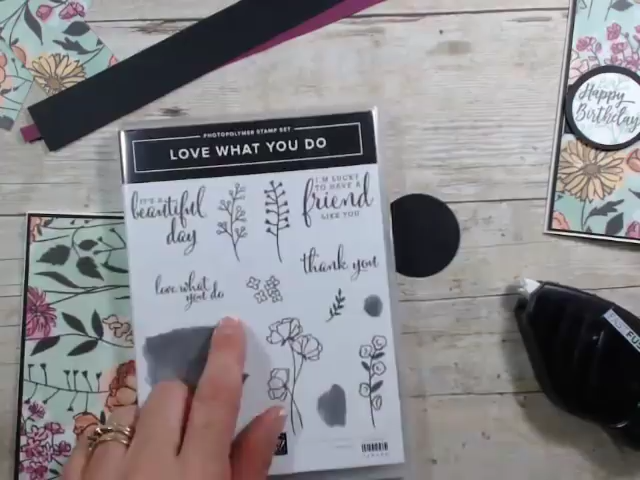 PHOTOPOLYMER STAMP SET
LOVE WHAT YOU DO
IT'S A
beautiful
day
I'M LUCKY
TO HAVE A
friend
LIKE YOU
thank you
love what
you do
Happy
Birthday